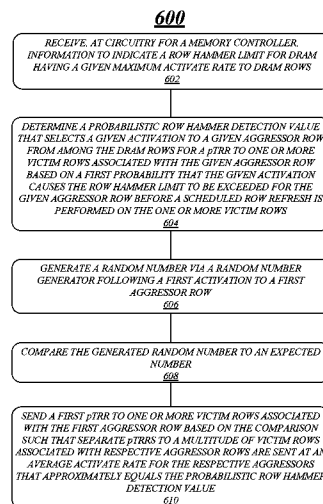 600
RECEIVE, AT CIRCUITRY FOR A MEMORY CONTROLLER,
INFORMATION TO INDICATE A ROW HAMMER LIMIT FOR DRAM
HAVING A GIVEN MAXIMUM ACTIVATE RATE TO DRAM ROWS
602
DETERMINE A PROBABILISTIC ROW HAMMER DETECTION VALUE
THAT SELECTS A GIVEN ACTIVATION TO A GIVEN AGGRESSOR ROW
FROM AMONG THE DRAM ROWS FOR A pTRR TO ONE OR MORE
VICTIM ROWS ASSOCIATED WITH THE GIVEN AGGRESSOR ROW
BASED ON A FIRST PROBABILITY THAT THE GIVEN ACTIVATION
CAUSES THE ROW HAMMER LIMIT TO BE EXCEEDED FOR THE
GIVEN AGGRESSOR ROW BEFORE A SCHEDULED ROW REFRESH IS
PERFORMED ON THE ONE OR MORE VICTIM ROWS
604
GENERATE A RANDOM NUMBER VIA A RANDOM NUMBER
GENERATOR FOLLOWING A FIRST ACTIVATION TO A FIRST
AGGRESSOR ROW
606
COMPARE THE GENERATED RANDOM NUMBER TO AN EXPECTED
NUMBER
608
SEND A FIRST pTRR TO ONE OR MORE VICTIM ROWS ASSOCIATED
WITH THE FIRST AGGRESSOR ROW BASED ON THE COMPARISON
SUCH THAT SEPARATE pTRRS TO A MULTITUDE OF VICTIM ROWS
ASSOCIATED WITH RESPECTIVE AGGRESSOR ROWS ARE SENT AT AN
AVERAGE ACTIVATE RATE FOR THE RESPECTIVE AGGRESSORS
THAT APPROXIMATELY EQUALS THE PROBABILISTIC ROW HAMMER
DETECTION VALUE
610